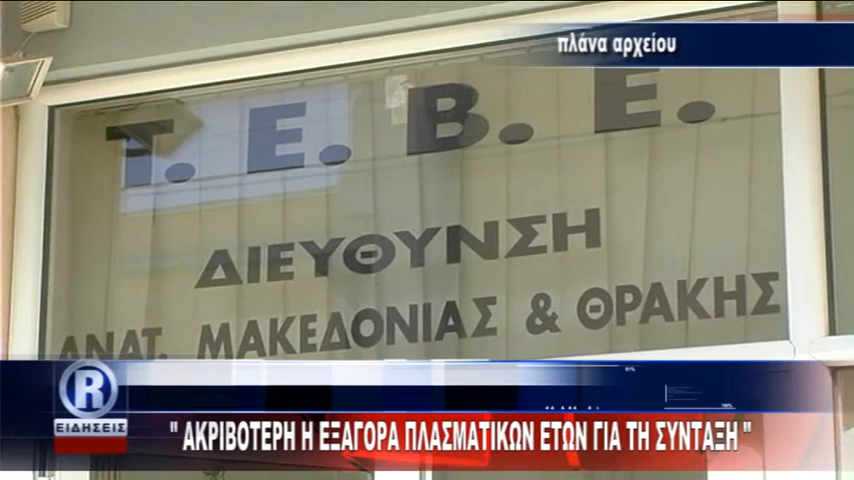 πλάνα αρχείου
Τ. Ε. Β. Ε.
ΔΙΕΥΘΥΝΣΗ
ΑΝΑΤ. ΜΑΚΕΔΟΝΙΑΣ & ΘΡΑΚΗΣ
R
ΕΙΔΗΣΕΙΣ
" ΑΚΡΙΒΟΤΕΡΗ Η ΕΞΑΓΟΡΑ ΠΛΑΣΜΑΤΙΚΩΝ ΕΤΩΝ ΓΙΑ ΤΗ ΣΥΝΤΑΞΗ "